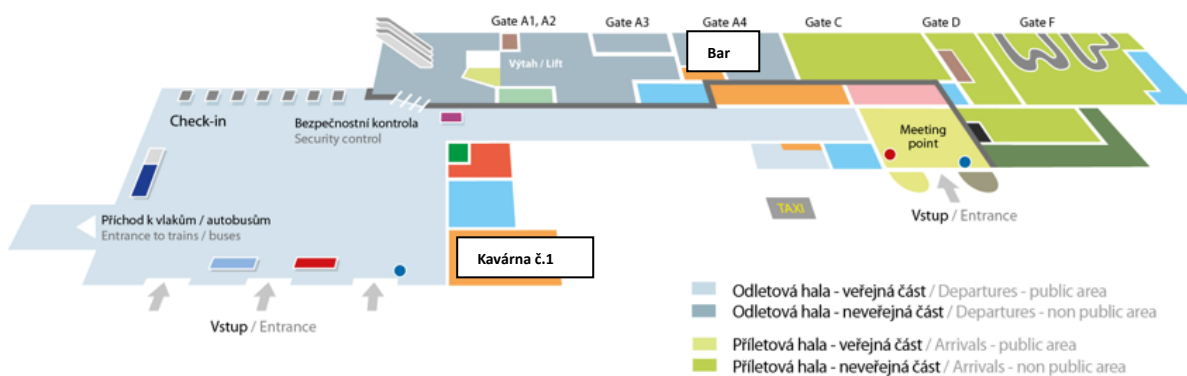 Gate A1, A2
Gate A3
Gate A4
Gate C
Gate D
Gate F
Bar
Výtah / Lift
Check-in
Bezpečnostní kontrola
Security control
Meeting
point
Příchod k vlakům / autobusům
Entrance to trains / buses
TAXI
Vstup / Entrance
Kavárna č.1
Vstup / Entrance
Odletová hala - veřejná část / Departures - public area
Odletová hala - neveřejná část / Departures - non public area
Příletová hala - veřejná část / Arrivals - public area
Příletová hala - neveřejná část / Arrivals - non public area